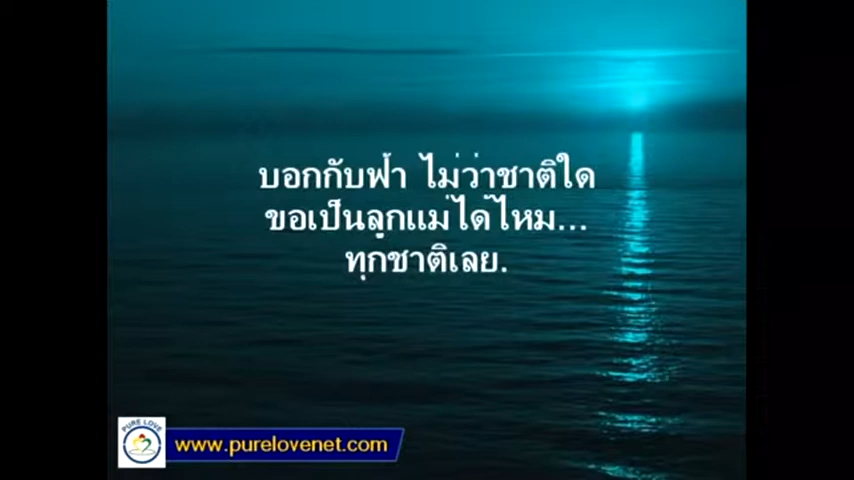 บอกกับฟ้า ไม่ว่าชาติใด
ขอเป็นลูกแม่ได้ไหม...
ทุกชาติเลย.
PURE LOVE
www.purelovenet.com